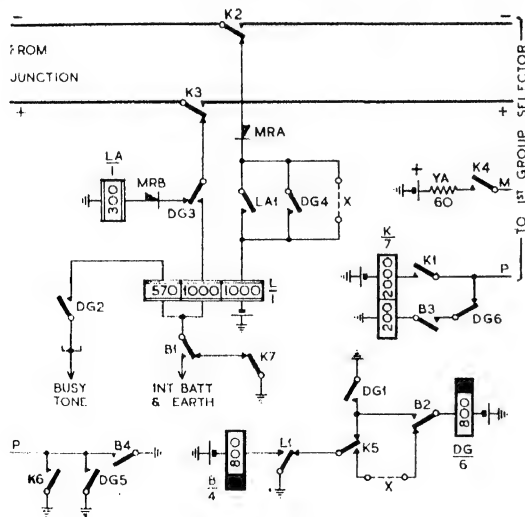 K2
FROM
JUNCTION
K3
MRA
LA
1
300
MRB
DG3
LA1
DG4
X
+
YA
60
K4
M
TO 1ST GROUP SELECTOR
K
7
2000
200
K1
P
B3
DG6
570 1000 1000
L
1
DG2
B1
K7
BUSY
TONE
INT BATT
& EARTH
DG1
B2
800
DG
6
P
B4
K6
DG5
800
B
4
L1
K5
X